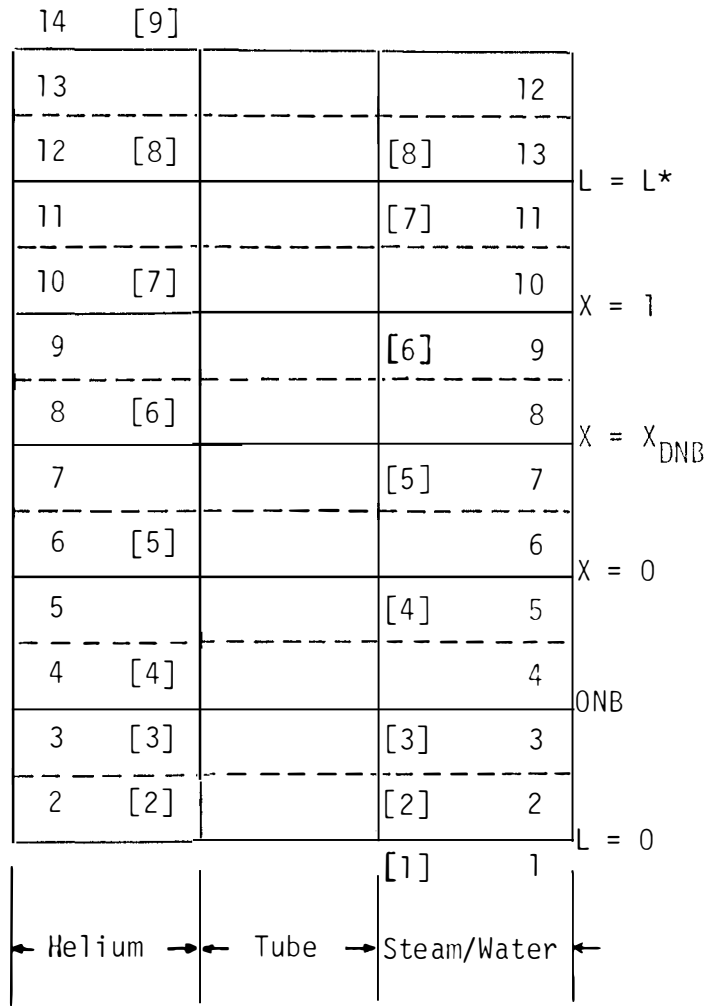 14 [9]
13 12
12 [8] [8] 13
L = L*
11 [7] 11
10 [7] 10
X = 1
9 [6] 9
8 [6] 8
X = X_DNB
7 [5] 7
6 [5] 6
X = 0
5 [4] 5
4 [4] 4
ONB
3 [3] [3] 3
2 [2] [2] 2
L = 0
[1] 1
Helium Tube Steam/Water